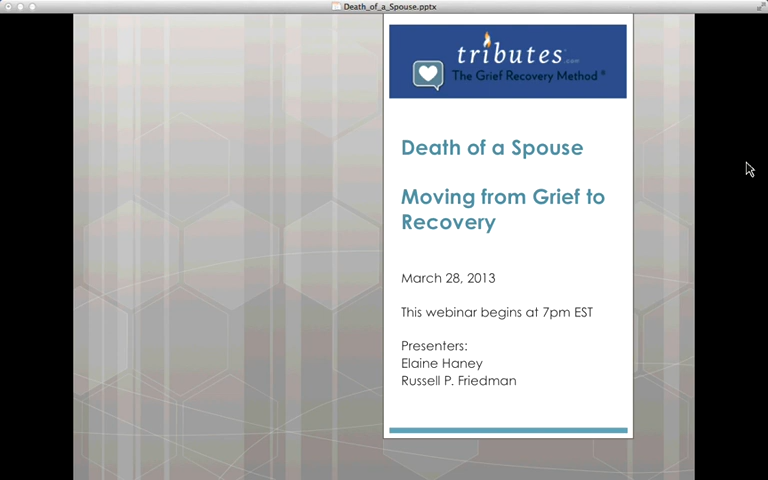 Death_of_a_Spouse.pptx
tributes.com
The Grief Recovery Method®
Death of a Spouse
Moving from Grief to
Recovery
March 28, 2013
This webinar begins at 7pm EST
Presenters:
Elaine Haney
Russell P. Friedman